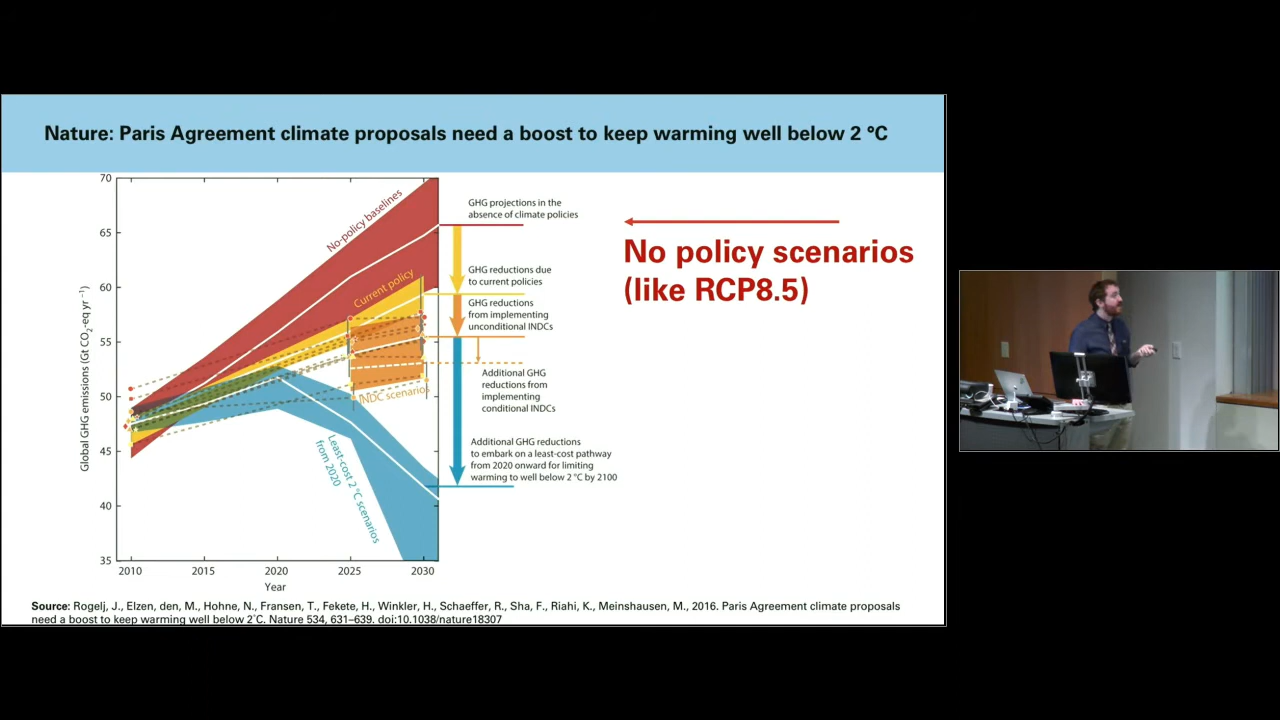 Nature: Paris Agreement climate proposals need a boost to keep warming well below 2 °C
70
65
60
55
50
45
40
35
Global GHG emissions (Gt CO2-eq yr −1)
2010
2015
2020
2025
2030
Year
No-policy baselines
Current policy
INDC scenarios
Least-cost 2 °C scenarios
from 2020
GHG projections in the
absence of climate policies
GHG reductions due
to current policies
GHG reductions
from implementing
unconditional INDCs
Additional GHG
reductions from
implementing
conditional INDCs
Additional GHG reductions
to embark on a least-cost pathway
from 2020 onward for limiting
warming to well below 2 °C by 2100
No policy scenarios
(like RCP8.5)
Source: Rogelj, J., Elzen, den, M., Hohne, N., Fransen, T., Fekete, H., Winkler, H., Schaeffer, R., Sha, F., Riahi, K., Meinshausen, M., 2016. Paris Agreement climate proposals
need a boost to keep warming well below 2˚C. Nature 534, 631–639. doi:10.1038/nature18307